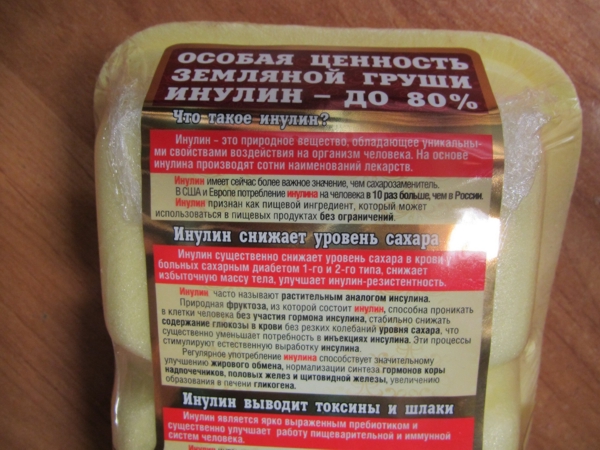 ОСОБАЯ ЦЕННОСТЬ
ЗЕМЛЯНОЙ ГРУШИ
ИНУЛИН – ДО 80%
Что такое инулин?
Инулин – это природное вещество, обладающее уникальны-
ми свойствами воздействия на организм человека. На основе
инулина производят сотни наименований лекарств.
Инулин имеет сейчас более важное значение, чем сахарозаменитель.
В США и Европе потребление инулина на человека в 10 раз больше, чем в России.
Инулин признан как пищевой ингредиент, который может
использоваться в пищевых продуктах без ограничений.
Инулин снижает уровень сахара
Инулин существенно снижает уровень сахара в крови
больных сахарным диабетом 1-го и 2-го типа, снижает
избыточную массу тела, улучшает инулин-резистентность.
Инулин часто называют растительным аналогом инсулина.
Природная фруктоза, из которой состоит инулин, способна проникать
в клетки человека без участия гормона инсулина, стабильно снижать
содержание глюкозы в крови без резких колебаний уровня сахара, что
существенно уменьшает потребность в инъекциях инсулина. Эти процессы
стимулируют естественную выработку инсулина.
Регулярное употребление инулина способствует значительному
улучшению жирового обмена, нормализации синтеза гормонов коры
надпочечников, половых желез и щитовидной железы, увеличению
образования в печени гликогена.
Инулин выводит токсины и шлаки
Инулин является ярко выраженным пребиотиком и
существенно улучшает работу пищеварительной и иммунной
систем человека.